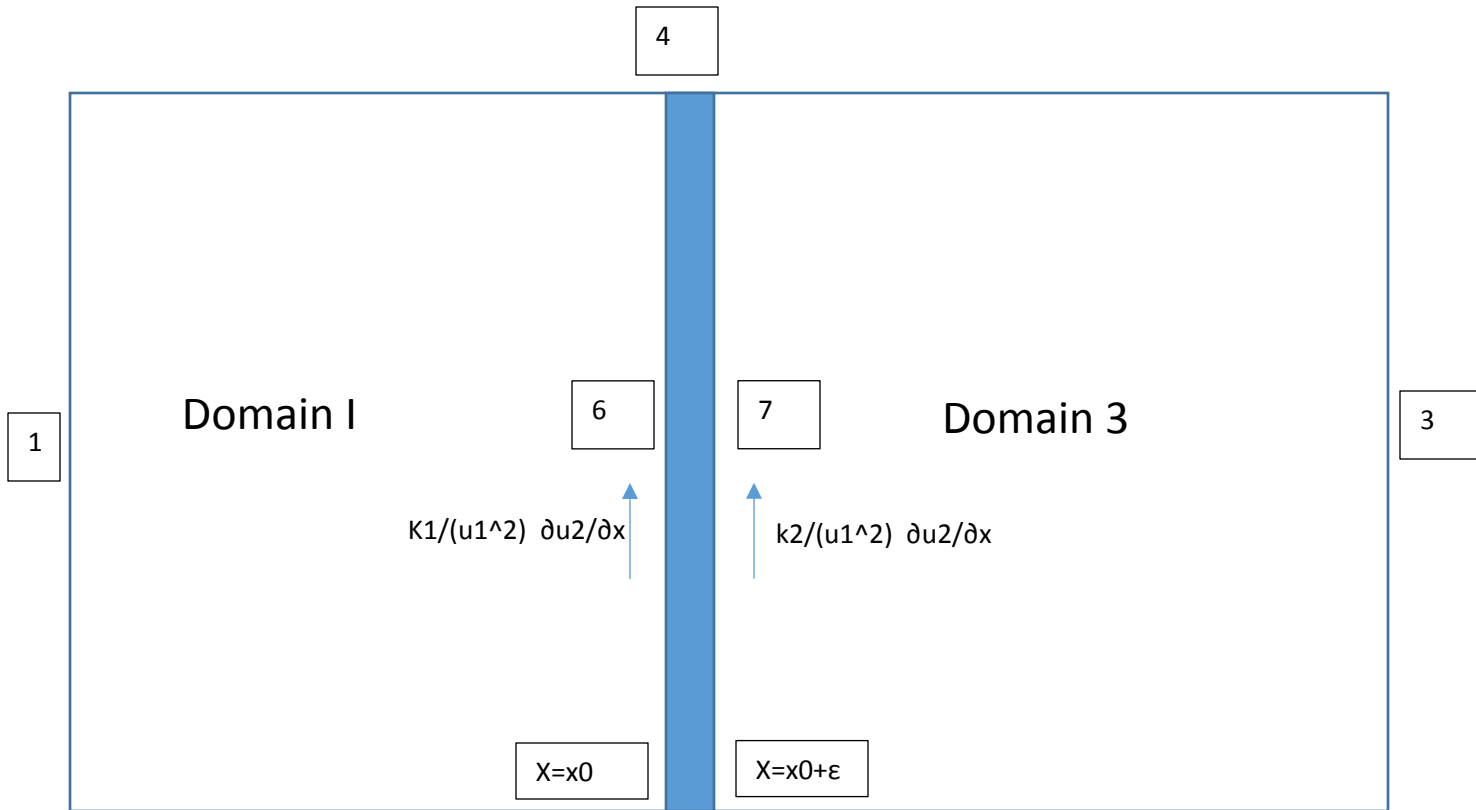 4
Domain I
6
7
Domain 3
1
3
K1/(u1^2) ∂u2/∂x
k2/(u1^2) ∂u2/∂x
X=x0
X=x0+ε